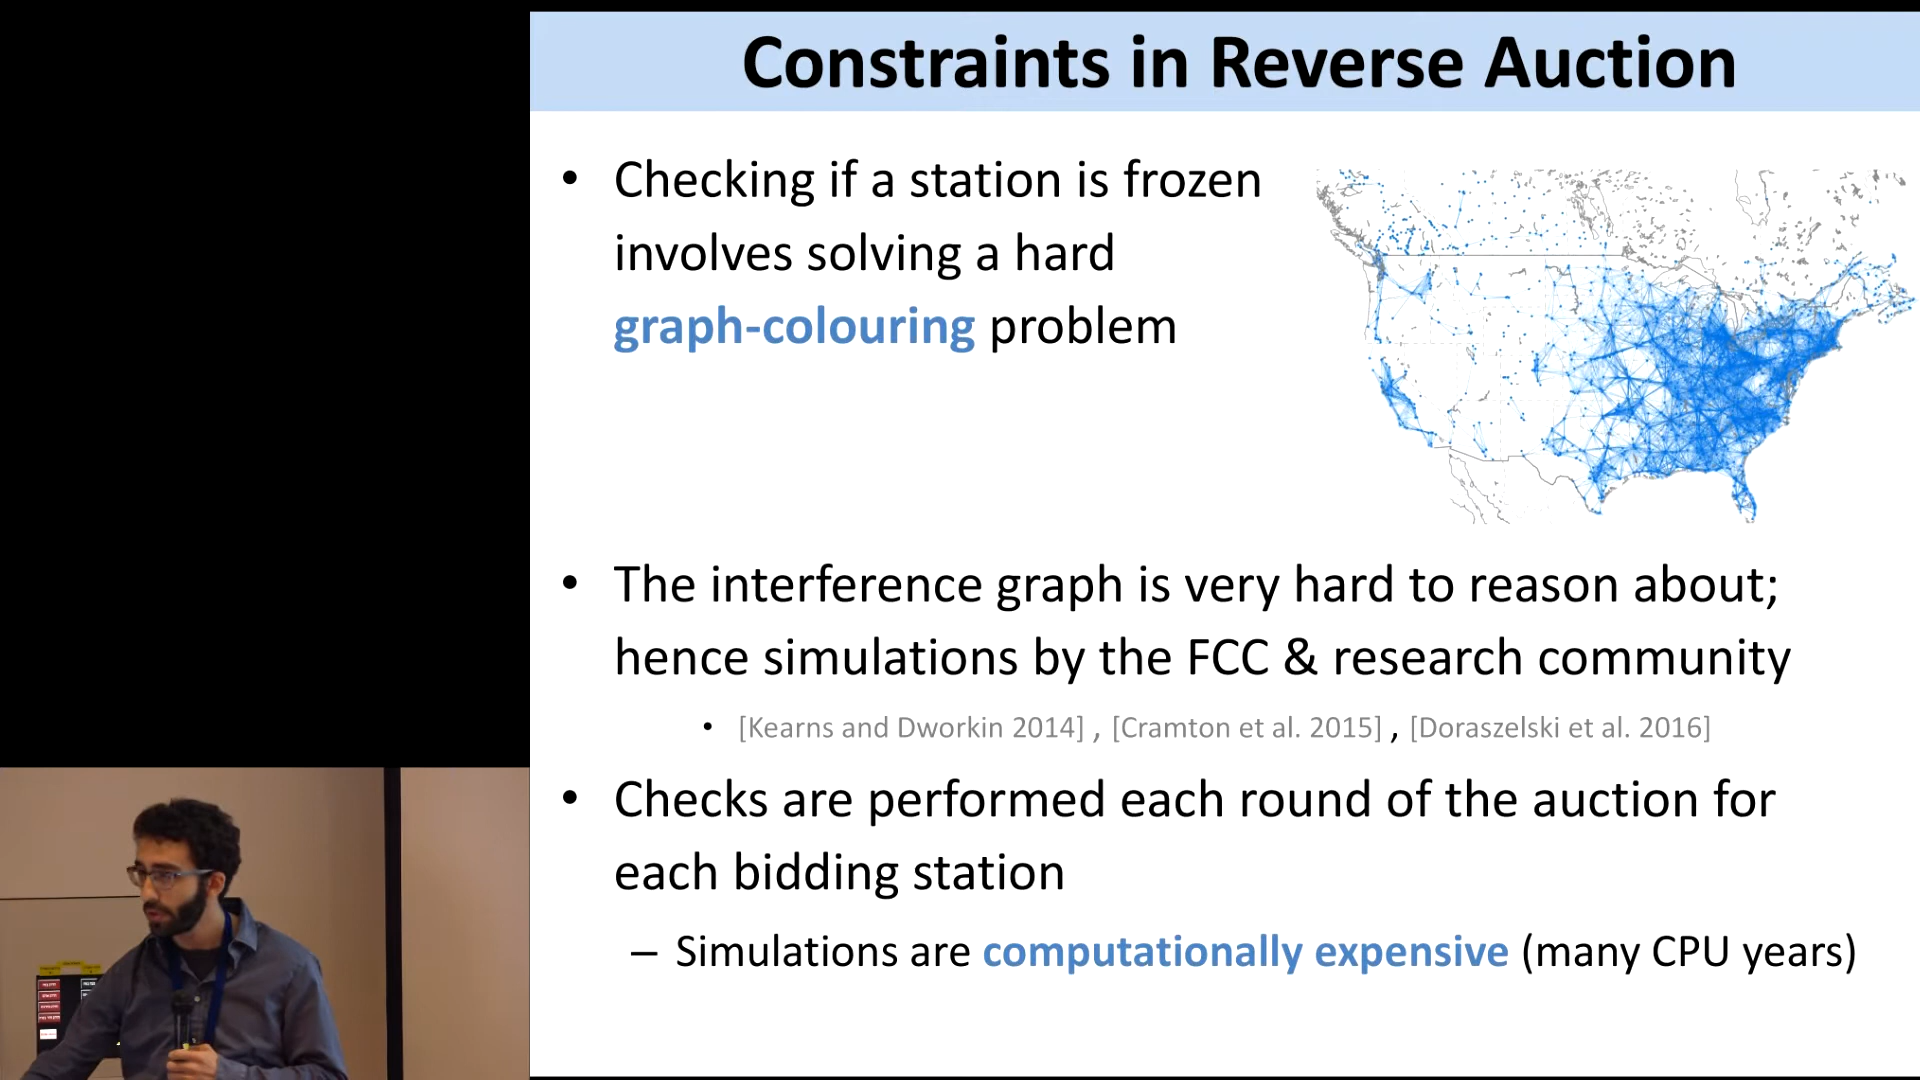 Constraints in Reverse Auction
• Checking if a station is frozen
involves solving a hard
graph-colouring problem
• The interference graph is very hard to reason about;
hence simulations by the FCC & research community
• [Kearns and Dworkin 2014] , [Cramton et al. 2015] , [Doraszelski et al. 2016]
• Checks are performed each round of the auction for
each bidding station
– Simulations are computationally expensive (many CPU years)